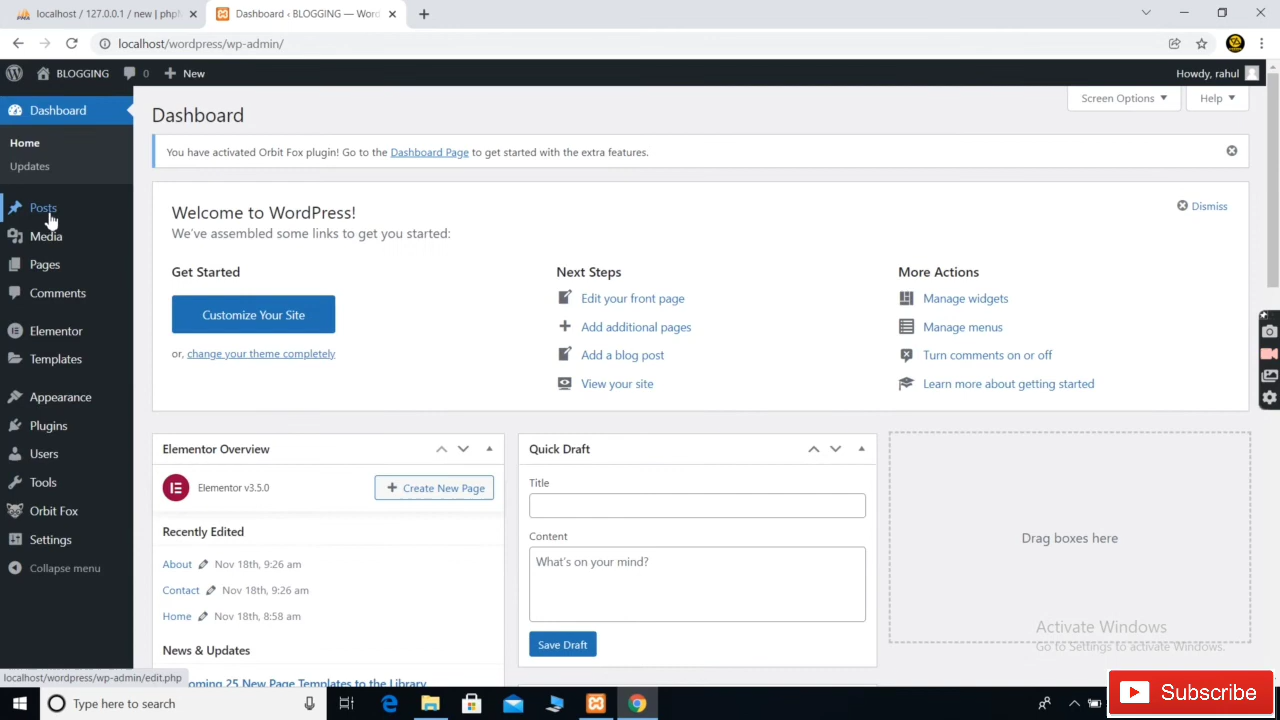 localhost / 127.0.0.1 / new | phpM
Dashboard ‹ BLOGGING — Word
localhost/wordpress/wp-admin/
BLOGGING
0
New
Howdy, rahul
Dashboard
Home
Updates
Posts
Media
Pages
Comments
Elementor
Templates
Appearance
Plugins
Users
Tools
Orbit Fox
Settings
Collapse menu
Dashboard
Screen Options
Help
You have activated Orbit Fox plugin! Go to the Dashboard Page to get started with the extra features.
Welcome to WordPress!
We've assembled some links to get you started:
Dismiss
Get Started
Customize Your Site
or, change your theme completely
Next Steps
Edit your front page
Add additional pages
Add a blog post
View your site
More Actions
Manage widgets
Manage menus
Turn comments on or off
Learn more about getting started
Elementor Overview
Elementor v3.5.0
Create New Page
Recently Edited
About Nov 18th, 9:26 am
Contact Nov 18th, 9:26 am
Home Nov 18th, 8:58 am
News & Updates
oming 25 New Page Templates to the Library
Quick Draft
Title
Content
What's on your mind?
Save Draft
Drag boxes here
Activate Windows
Go to Settings to activate Windows.
localhost/wordpress/wp-admin/edit.php
Type here to search
Subscribe